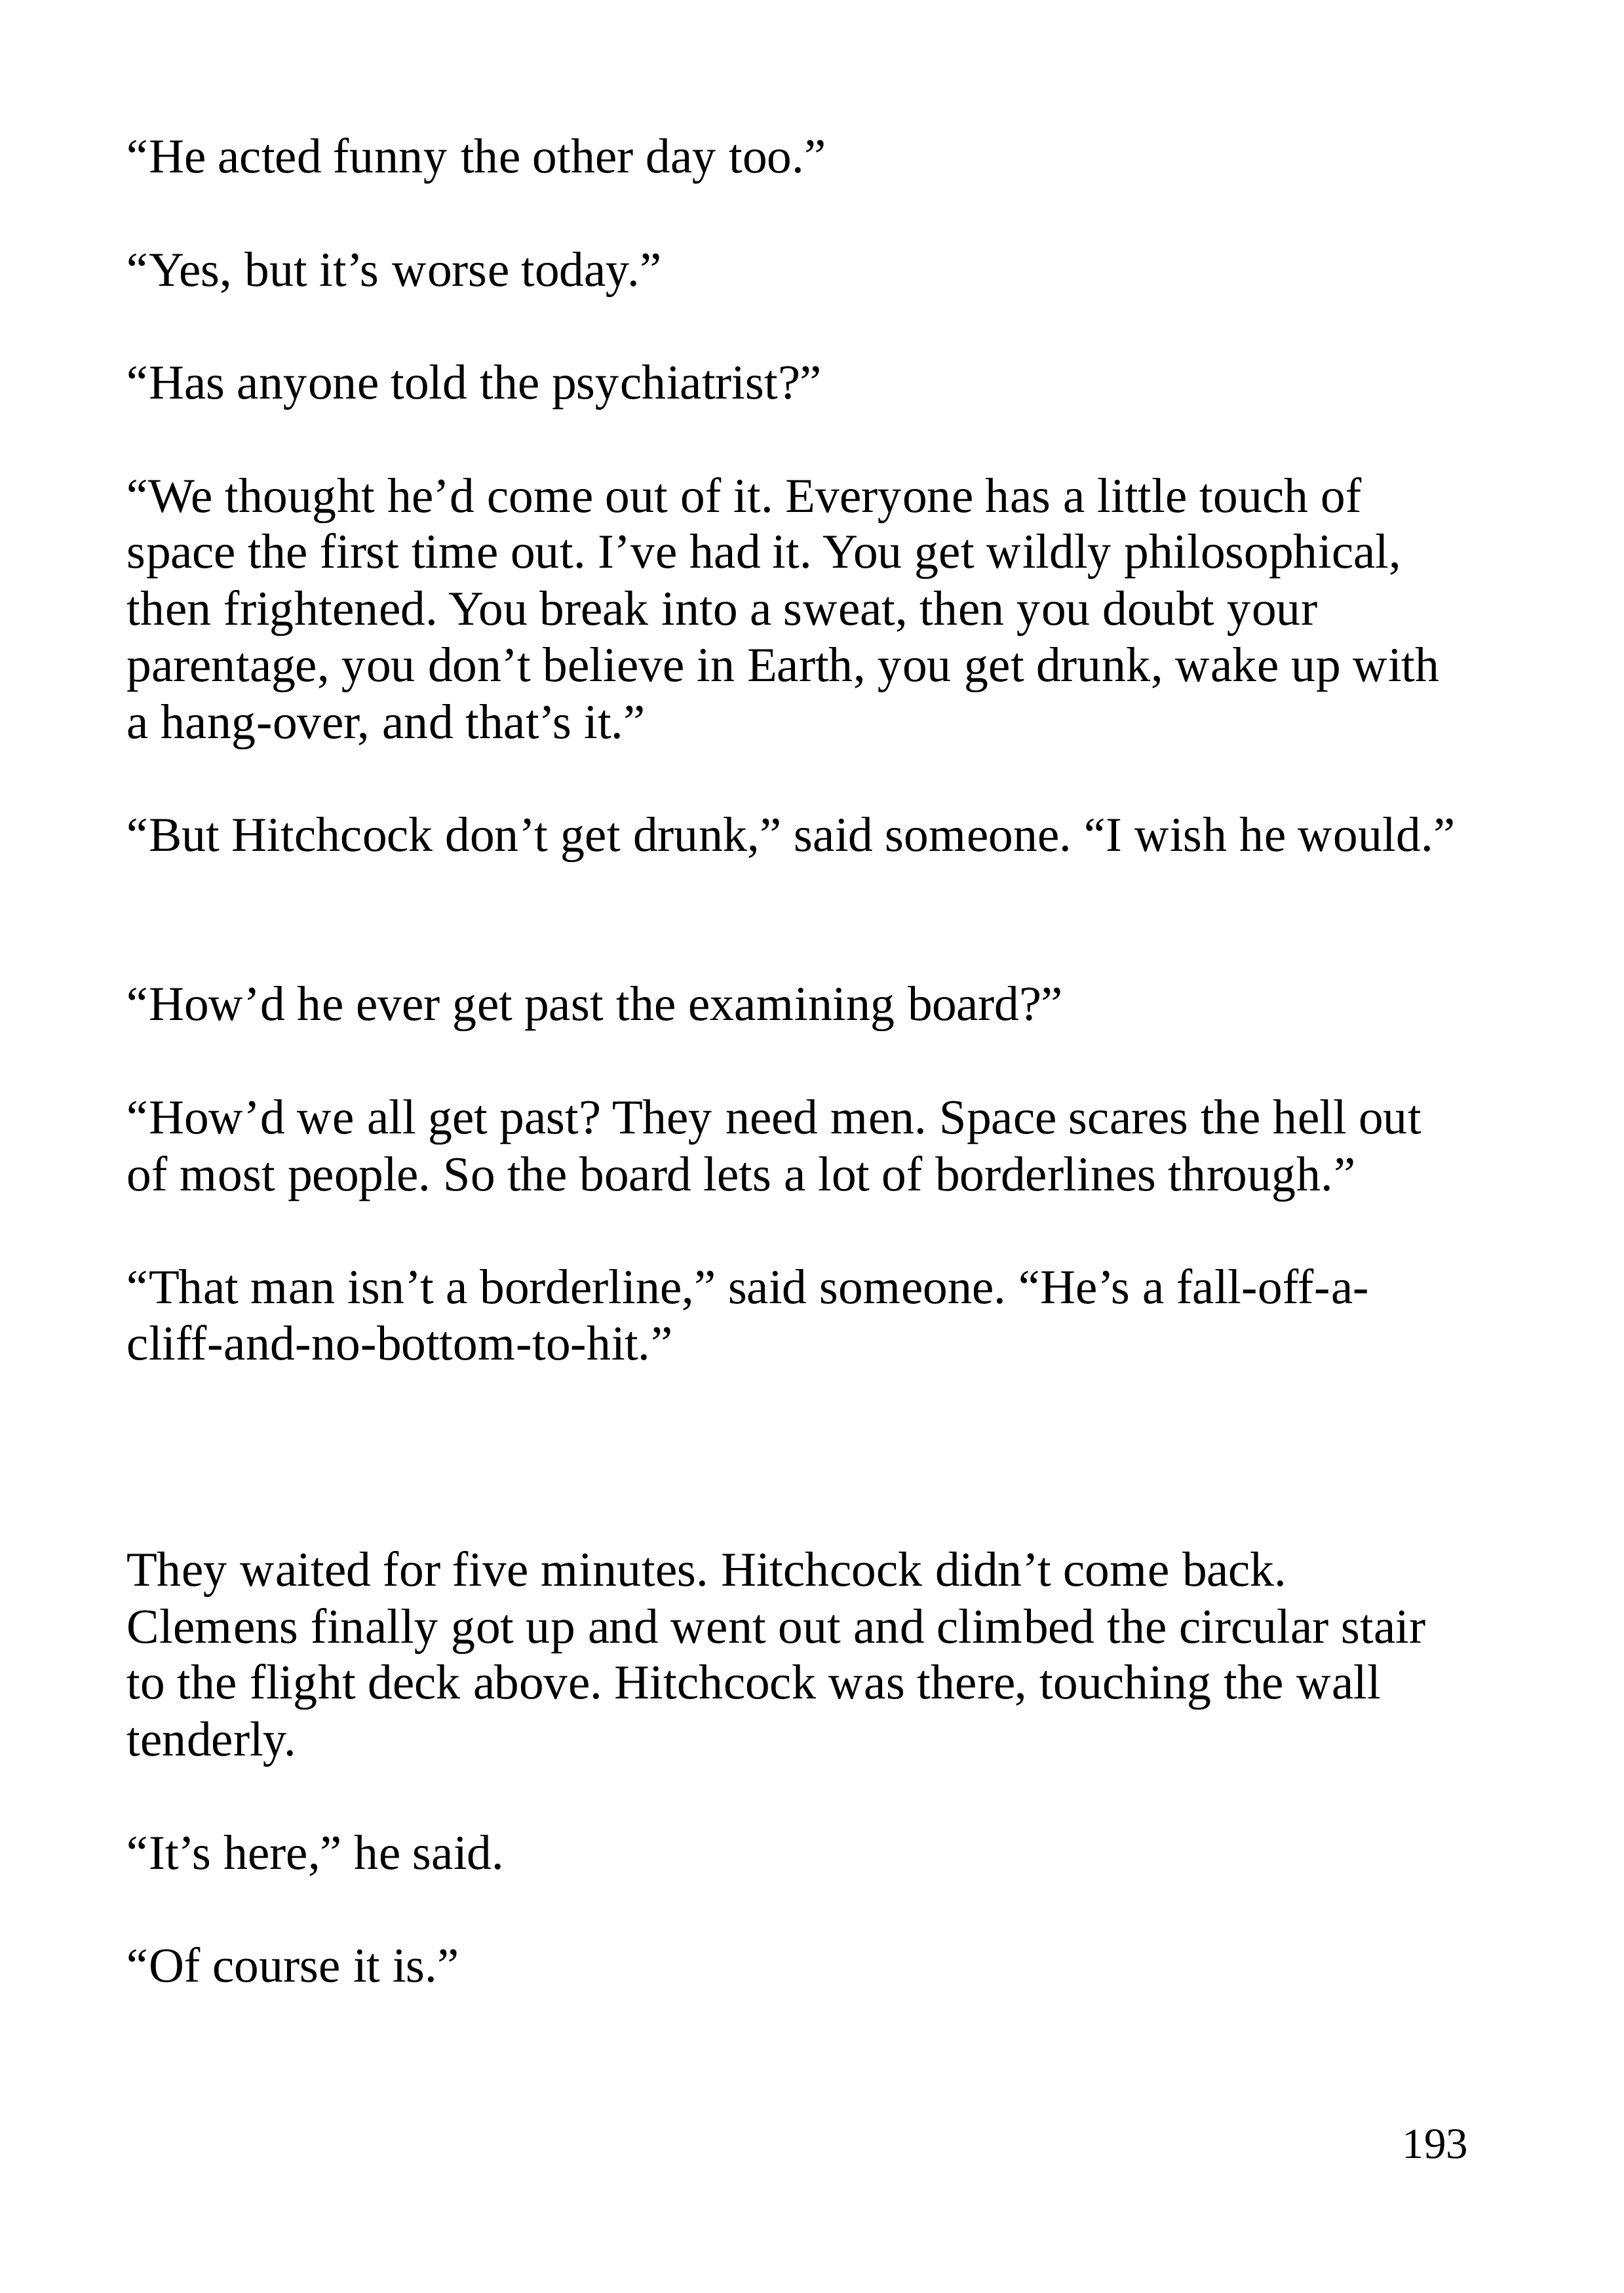 “He acted funny the other day too.”
“Yes, but it’s worse today.”
“Has anyone told the psychiatrist?”
“We thought he’d come out of it. Everyone has a little touch of
space the first time out. I’ve had it. You get wildly philosophical,
then frightened. You break into a sweat, then you doubt your
parentage, you don’t believe in Earth, you get drunk, wake up with
a hang-over, and that’s it.”
“But Hitchcock don’t get drunk,” said someone. “I wish he would.”
“How’d he ever get past the examining board?”
“How’d we all get past? They need men. Space scares the hell out
of most people. So the board lets a lot of borderlines through.”
“That man isn’t a borderline,” said someone. “He’s a fall-off-a-
cliff-and-no-bottom-to-hit.”
They waited for five minutes. Hitchcock didn’t come back.
Clemens finally got up and went out and climbed the circular stair
to the flight deck above. Hitchcock was there, touching the wall
tenderly.
“It’s here,” he said.
“Of course it is.”
193